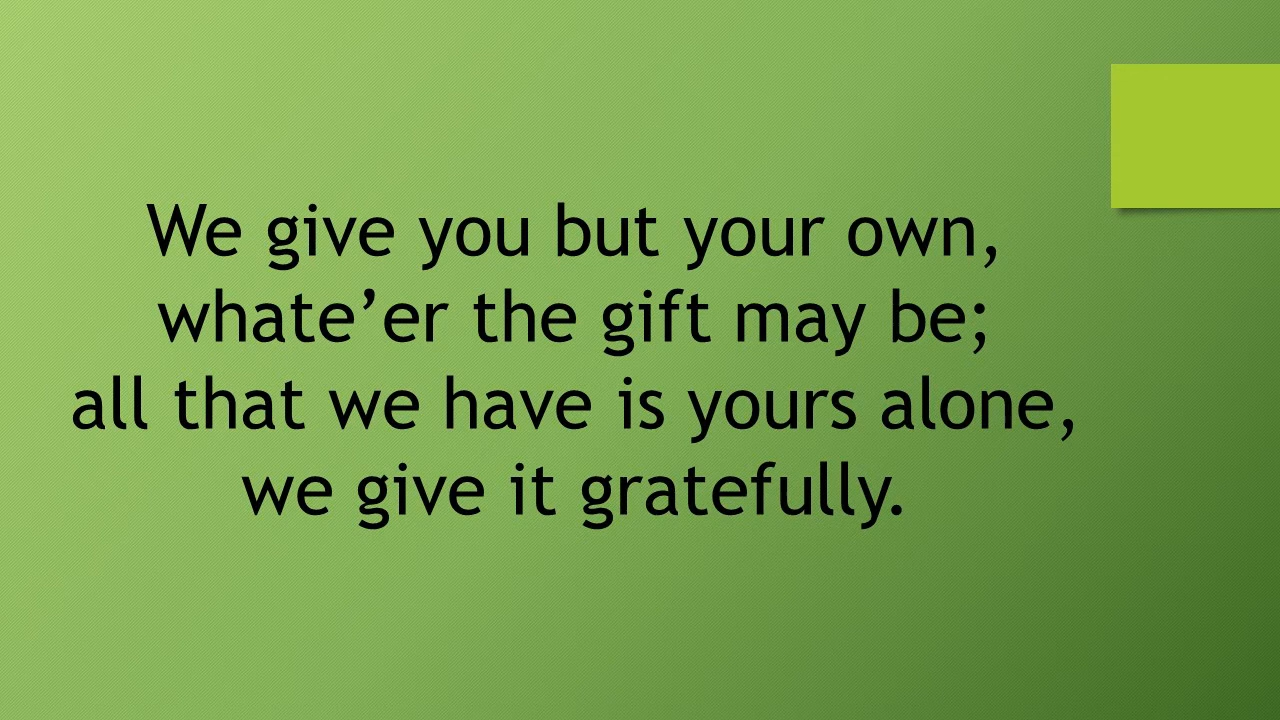 We give you but your own,
whate’er the gift may be;
all that we have is yours alone,
we give it gratefully.